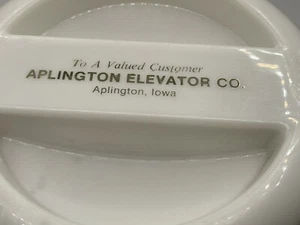 To A Valued Customer
APLINGTON ELEVATOR CO.
Aplington, Iowa